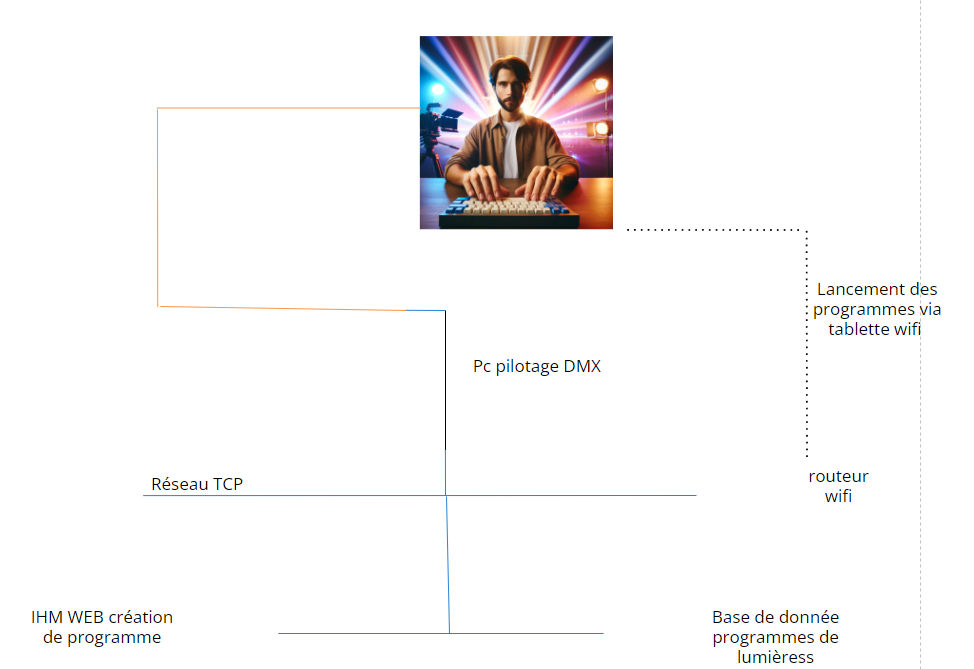 Lancement des
programmes via
tablette wifi
Pc pilotage DMX
Réseau TCP
routeur
wifi
IHM WEB création
de programme
Base de donnée
programmes de
lumièress